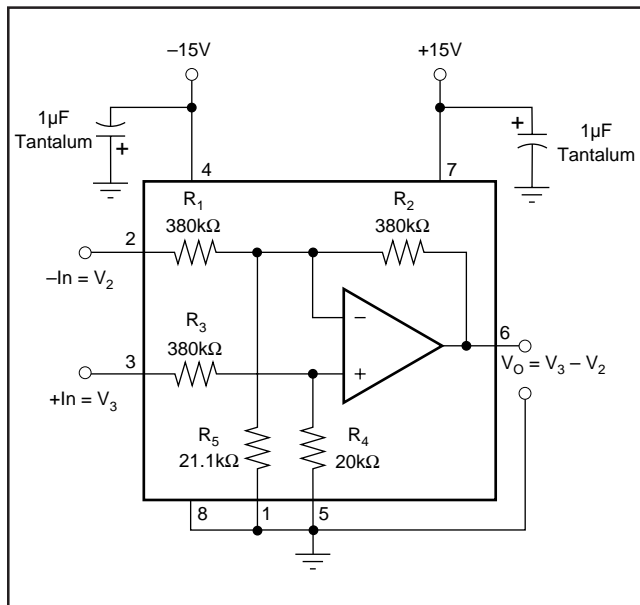 –15V
+15V
1µF
Tantalum
+
+
1µF
Tantalum
4
7
R1
380kΩ
R2
380kΩ
2
–In = V2
–
R3
380kΩ
6
3
+
VO = V3 – V2
+In = V3
R5
21.1kΩ
R4
20kΩ
8
1
5